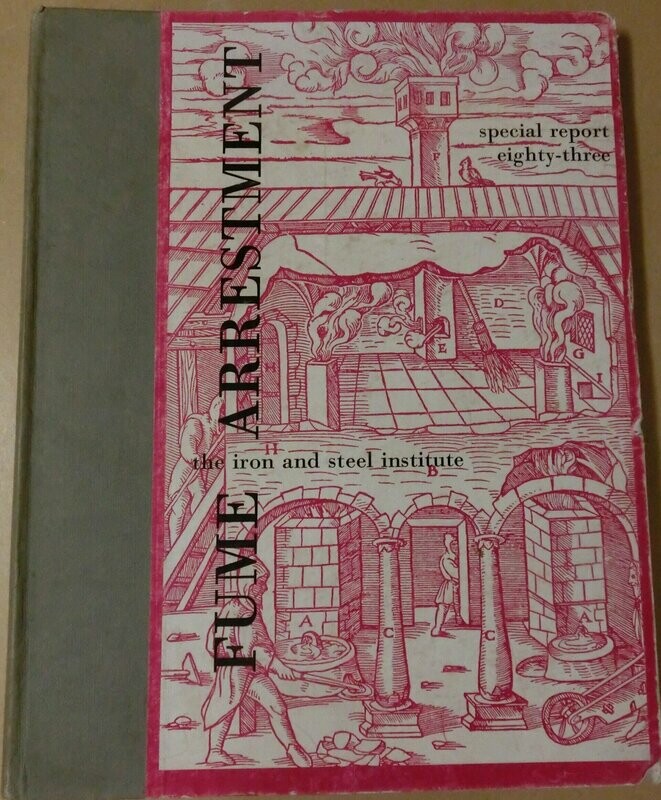 special report
eighty-three
FUME ARRESTMENT
the iron and steel institute
F
D
E
G
I
H
H
B
A
C
C
A